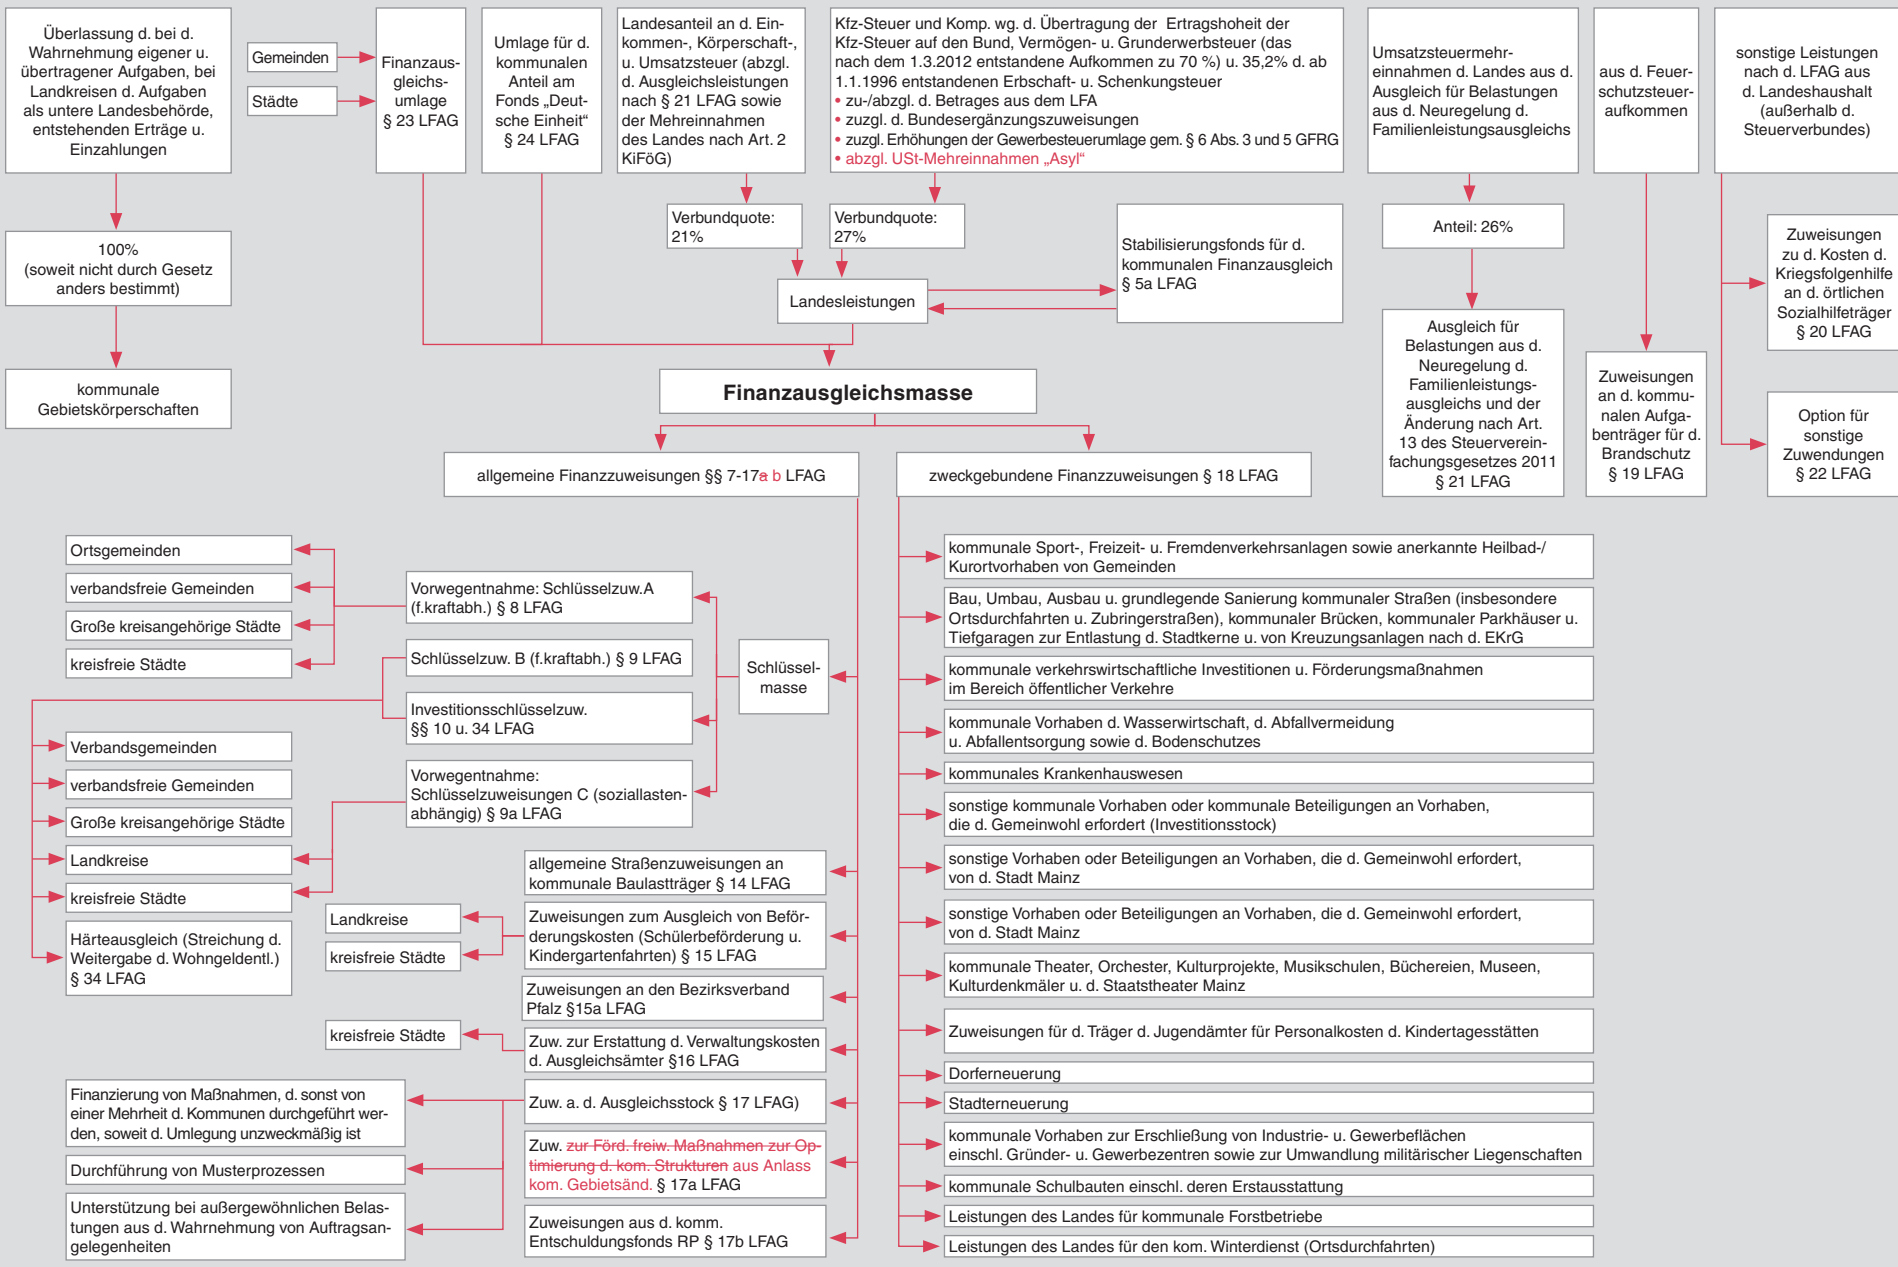 Überlassung d. bei d.
Wahrnehmung eigener u.
übertragener Aufgaben, bei
Landkreisen d. Aufgaben
als untere Landesbehörde,
entstehenden Erträge u.
Einzahlungen
100%
(soweit nicht durch Gesetz
anders bestimmt)
kommunale
Gebietskörperschaften
Gemeinden
Städte
Finanzaus-
gleichs-
umlage
§ 23 LFAG
Umlage für d.
kommunalen
Anteil am
Fonds „Deut-
sche Einheit“
§ 24 LFAG
Landesanteil an d. Ein-
kommen-, Körperschaft-,
u. Umsatzsteuer (abzgl.
d. Ausgleichsleistungen
nach § 21 LFAG sowie
der Mehreinnahmen
des Landes nach Art. 2
KiFöG)
Verbundquote:
21%
Kfz-Steuer und Komp. wg. d. Übertragung der Ertragshoheit der
Kfz-Steuer auf den Bund, Vermögen- u. Grunderwerbsteuer (das
nach dem 1.3.2012 entstandene Aufkommen zu 70 %) u. 35,2% d. ab
1.1.1996 entstandenen Erbschaft- u. Schenkungsteuer
• zu-/abzgl. d. Betrages aus dem LFA
• zuzgl. d. Bundesergänzungszuweisungen
• zuzgl. Erhöhungen der Gewerbesteuerumlage gem. § 6 Abs. 3 und 5 GFRG
• abzgl. USt-Mehreinnahmen „Asyl“
Verbundquote:
27%
Landesleistungen
Stabilisierungsfonds für d.
kommunalen Finanzausgleich
§ 5a LFAG
Umsatzsteuermehr-
einnahmen d. Landes aus d.
Ausgleich für Belastungen
aus d. Neuregelung d.
Familienleistungsausgleichs
Anteil: 26%
Ausgleich für
Belastungen aus d.
Neuregelung d.
Familienleistungs-
ausgleichs und der
Änderung nach Art.
13 des Steuerverein-
fachungsgesetzes 2011
§ 21 LFAG
aus d. Feuer-
schutzsteuer-
aufkommen
Zuweisungen
an d. kommu-
nalen Aufga-
benträger für d.
Brandschutz
§ 19 LFAG
sonstige Leistungen
nach d. LFAG aus
d. Landeshaushalt
(außerhalb d.
Steuerverbundes)
Zuweisungen
zu d. Kosten d.
Kriegsfolgenhilfe
an d. örtlichen
Sozialhilfeträger
§ 20 LFAG
Option für
sonstige
Zuwendungen
§ 22 LFAG
Finanzausgleichsmasse
allgemeine Finanzzuweisungen §§ 7-17a b LFAG
zweckgebundene Finanzzuweisungen § 18 LFAG
Ortsgemeinden
verbandsfreie Gemeinden
Große kreisangehörige Städte
kreisfreie Städte
Vorwegentnahme: Schlüsselzuw.A
(f.kraftabh.) § 8 LFAG
Schlüsselzuw. B (f.kraftabh.) § 9 LFAG
Investitionsschlüsselzuw.
§§ 10 u. 34 LFAG
Vorwegentnahme:
Schlüsselzuweisungen C (soziallasten-
abhängig) § 9a LFAG
Schlüssel-
masse
Verbandsgemeinden
verbandsfreie Gemeinden
Große kreisangehörige Städte
Landkreise
kreisfreie Städte
Härteausgleich (Streichung d.
Weitergabe d. Wohngeldentl.)
§ 34 LFAG
allgemeine Straßenzuweisungen an
kommunale Baulastträger § 14 LFAG
Landkreise
kreisfreie Städte
Zuweisungen zum Ausgleich von Beför-
derungskosten (Schülerbeförderung u.
Kindergartenfahrten) § 15 LFAG
Zuweisungen an den Bezirksverband
Pfalz §15a LFAG
kreisfreie Städte
Zuw. zur Erstattung d. Verwaltungskosten
d. Ausgleichsämter §16 LFAG
Zuw. a. d. Ausgleichsstock § 17 LFAG)
Finanzierung von Maßnahmen, d. sonst von
einer Mehrheit d. Kommunen durchgeführt wer-
den, soweit d. Umlegung unzweckmäßig ist
Durchführung von Musterprozessen
Unterstützung bei außergewöhnlichen Belas-
tungen aus d. Wahrnehmung von Auftragsan-
gelegenheiten
Zuw. zur Förd. freiw. Maßnahmen zur Op-
timierung d. kom. Strukturen aus Anlass
kom. Gebietsänd. § 17a LFAG
Zuweisungen aus d. komm.
Entschuldungsfonds RP § 17b LFAG
kommunale Sport-, Freizeit- u. Fremdenverkehrsanlagen sowie anerkannte Heilbad-/
Kurortvorhaben von Gemeinden
Bau, Umbau, Ausbau u. grundlegende Sanierung kommunaler Straßen (insbesondere
Ortsdurchfahrten u. Zubringerstraßen), kommunaler Brücken, kommunaler Parkhäuser u.
Tiefgaragen zur Entlastung d. Stadtkerne u. von Kreuzungsanlagen nach d. EKrG
kommunale verkehrswirtschaftliche Investitionen u. Förderungsmaßnahmen
im Bereich öffentlicher Verkehre
kommunale Vorhaben d. Wasserwirtschaft, d. Abfallvermeidung
u. Abfallentsorgung sowie d. Bodenschutzes
kommunales Krankenhauswesen
sonstige kommunale Vorhaben oder kommunale Beteiligungen an Vorhaben,
die d. Gemeinwohl erfordert (Investitionsstock)
sonstige Vorhaben oder Beteiligungen an Vorhaben, die d. Gemeinwohl erfordert,
von d. Stadt Mainz
sonstige Vorhaben oder Beteiligungen an Vorhaben, die d. Gemeinwohl erfordert,
von d. Stadt Mainz
kommunale Theater, Orchester, Kulturprojekte, Musikschulen, Büchereien, Museen,
Kulturdenkmäler u. d. Staatstheater Mainz
Zuweisungen für d. Träger d. Jugendämter für Personalkosten d. Kindertagesstätten
Dorferneuerung
Stadterneuerung
kommunale Vorhaben zur Erschließung von Industrie- u. Gewerbeflächen
einschl. Gründer- u. Gewerbezentren sowie zur Umwandlung militärischer Liegenschaften
kommunale Schulbauten einschl. deren Erstausstattung
Leistungen des Landes für kommunale Forstbetriebe
Leistungen des Landes für den kom. Winterdienst (Ortsdurchfahrten)